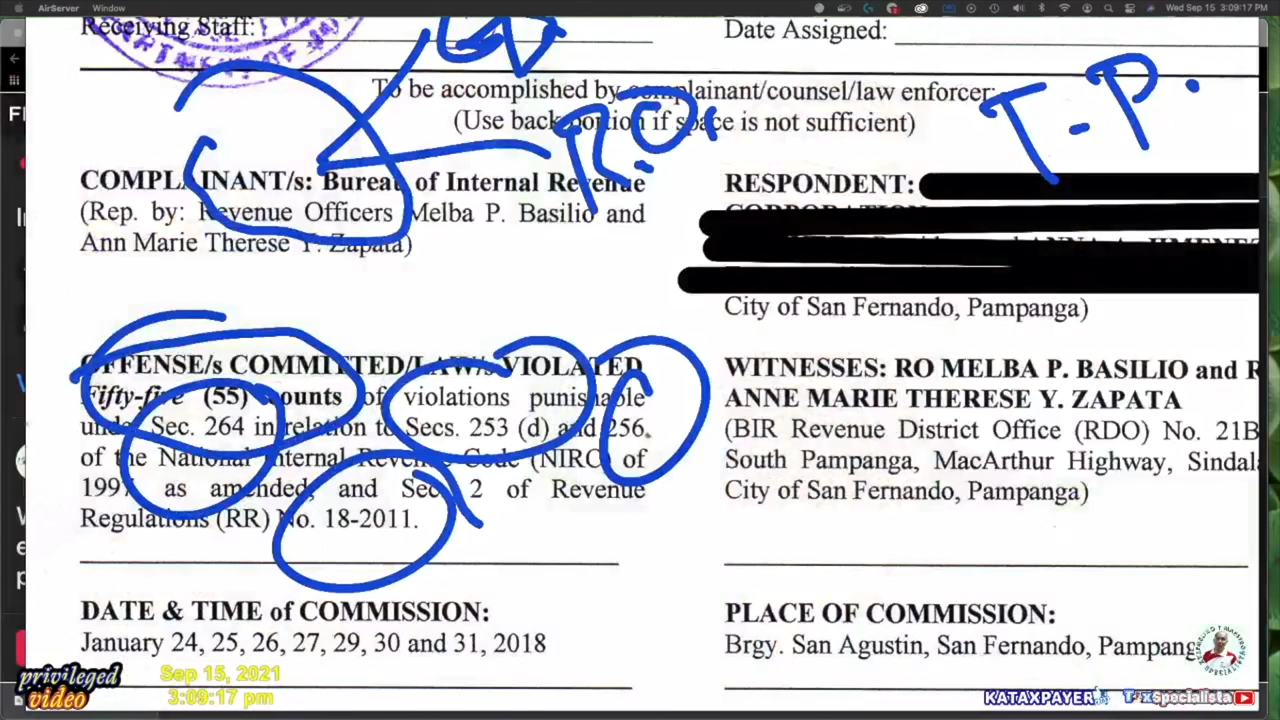 AirServer Window Wed Sep 15 3:09:17 PM
Receiving Staff:
Date Assigned:
To be accomplished by complainant/counsel/law enforcer:
(Use back portion if space is not sufficient)
R.O.
T-P.
COMPLAINANT/s: Bureau of Internal Revenue
(Rep. by: Revenue Officers Melba P. Basilio and
Ann Marie Therese Y. Zapata)
RESPONDENT:
City of San Fernando, Pampanga)
OFFENSE/s COMMITTED/LAW/s VIOLATED
Fifty-five (55) counts of violations punishable
under Sec. 264 in relation to Secs. 253 (d) and 256,
of the National Internal Revenue Code (NIRC) of
1997, as amended, and Sec. 2 of Revenue
Regulations (RR) No. 18-2011.
WITNESSES: RO MELBA P. BASILIO and R
ANNE MARIE THERESE Y. ZAPATA
(BIR Revenue District Office (RDO) No. 21B
South Pampanga, MacArthur Highway, Sindala
City of San Fernando, Pampanga)
DATE & TIME of COMMISSION:
January 24, 25, 26, 27, 29, 30 and 31, 2018
PLACE OF COMMISSION:
Brgy. San Agustin, San Fernando, Pampang
privileged
video
Sep 15, 2021
3:09:17 pm
KATAXPAYER
TaxSpecialista